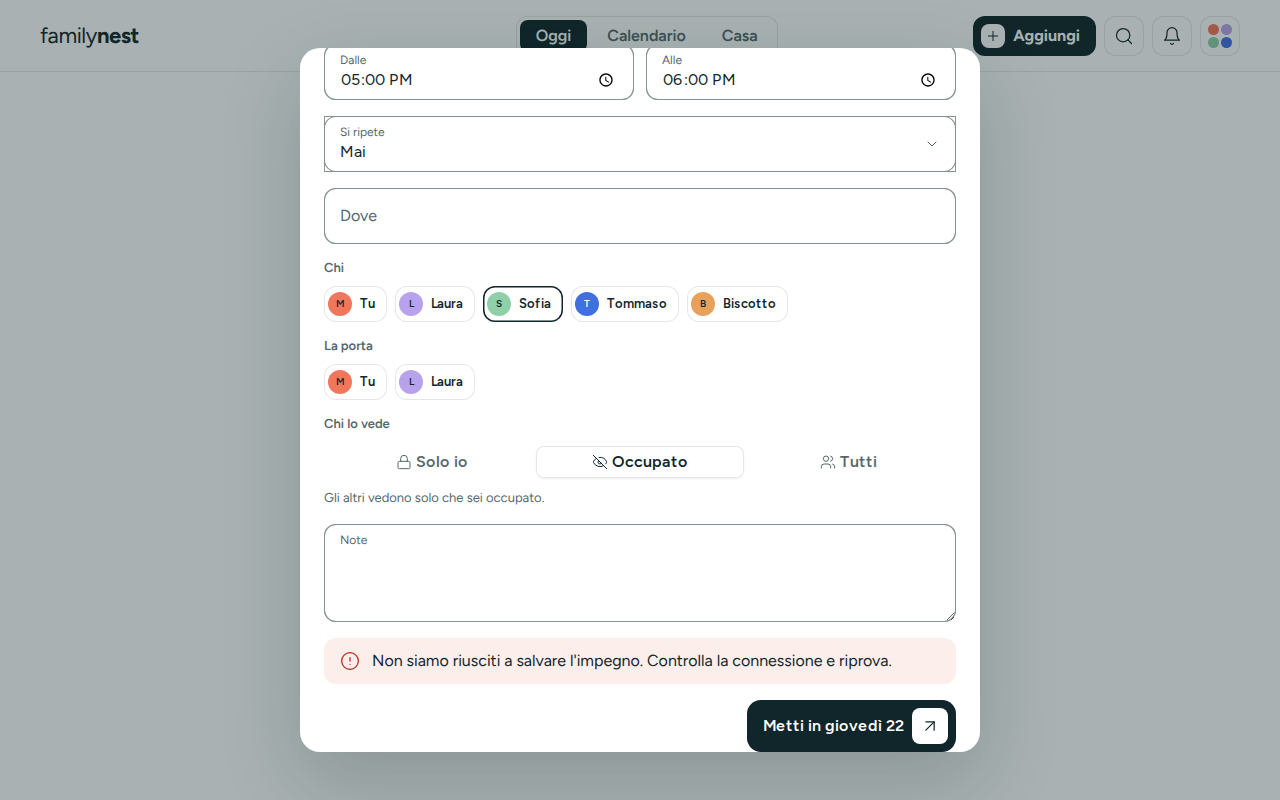 familynest
Oggi
Calendario
Casa
Aggiungi
Dalle
05:00 PM
Alle
06:00 PM
Si ripete
Mai
Dove
Chi
M Tu
L Laura
S Sofia
T Tommaso
B Biscotto
La porta
M Tu
L Laura
Chi lo vede
Solo io
Occupato
Tutti
Gli altri vedono solo che sei occupato.
Note
Non siamo riusciti a salvare l'impegno. Controlla la connessione e riprova.
Metti in giovedì 22